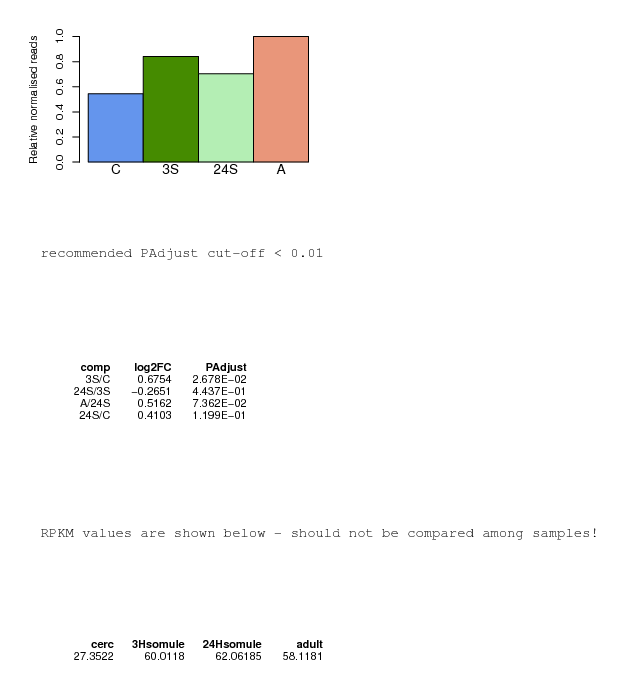 Relative normalised reads
1.0
0.8
0.6
0.4
0.2
0.0
C 3S 24S A
recommended PAdjust cut-off < 0.01
comp log2FC PAdjust
3S/C 0.6754 2.678E−02
24S/3S −0.2651 4.437E−01
A/24S 0.5162 7.362E−02
24S/C 0.4103 1.199E−01
RPKM values are shown below - should not be compared among samples!
cerc 3Hsomule 24Hsomule adult
27.3522 60.0118 62.06185 58.1181